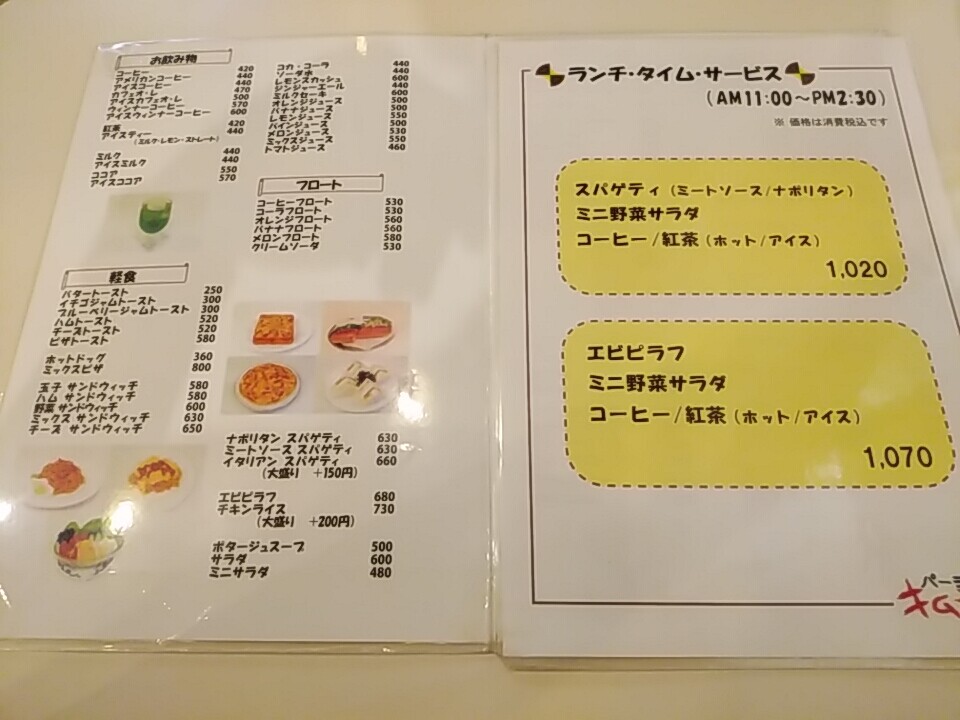 お飲み物
コーヒー 420
アメリカンコーヒー 440
アイスコーヒー 440
カフェオ・レ 470
アイスカフェオ・レ 500
ウィンナーコーヒー 570
アイスウィンナーコーヒー 600
紅茶 420
アイスティー 440
(ミルク・レモン・ストレート)
ミルク 440
アイスミルク 440
ココア 550
アイスココア 570
コカ・コーラ 440
ソーダ水 440
レモンスカッシュ 600
ジンジャーエール 440
ミルクセーキ 600
オレンジジュース 500
バナナジュース 500
レモンジュース 550
パインジュース 500
メロンジュース 530
ミックスジュース 550
トマトジュース 460
フロート
コーヒーフロート 530
コーラフロート 530
オレンジフロート 560
バナナフロート 560
メロンフロート 580
クリームソーダ 530
軽食
バタートースト 250
イチゴジャムトースト 300
ブルーベリージャムトースト 300
ハムトースト 520
チーズトースト 520
ピザトースト 580
ホットドッグ 360
ミックスピザ 800
玉子 サンドウィッチ 580
ハム サンドウィッチ 580
野菜 サンドウィッチ 600
ミックス サンドウィッチ 630
チーズ サンドウィッチ 650
ナポリタン スパゲティ 630
ミートソース スパゲティ 630
イタリアン スパゲティ 660
(大盛り +150円)
エビピラフ 680
チキンライス 730
(大盛り +200円)
ポタージュスープ 500
サラダ 600
ミニサラダ 480
ランチ・タイム・サービス
(AM11:00～PM2:30)
※ 価格は消費税込です
スパゲティ (ミートソース/ナポリタン)
ミニ野菜サラダ
コーヒー/紅茶 (ホット/アイス)
1,020
エビピラフ
ミニ野菜サラダ
コーヒー/紅茶 (ホット/アイス)
1,070